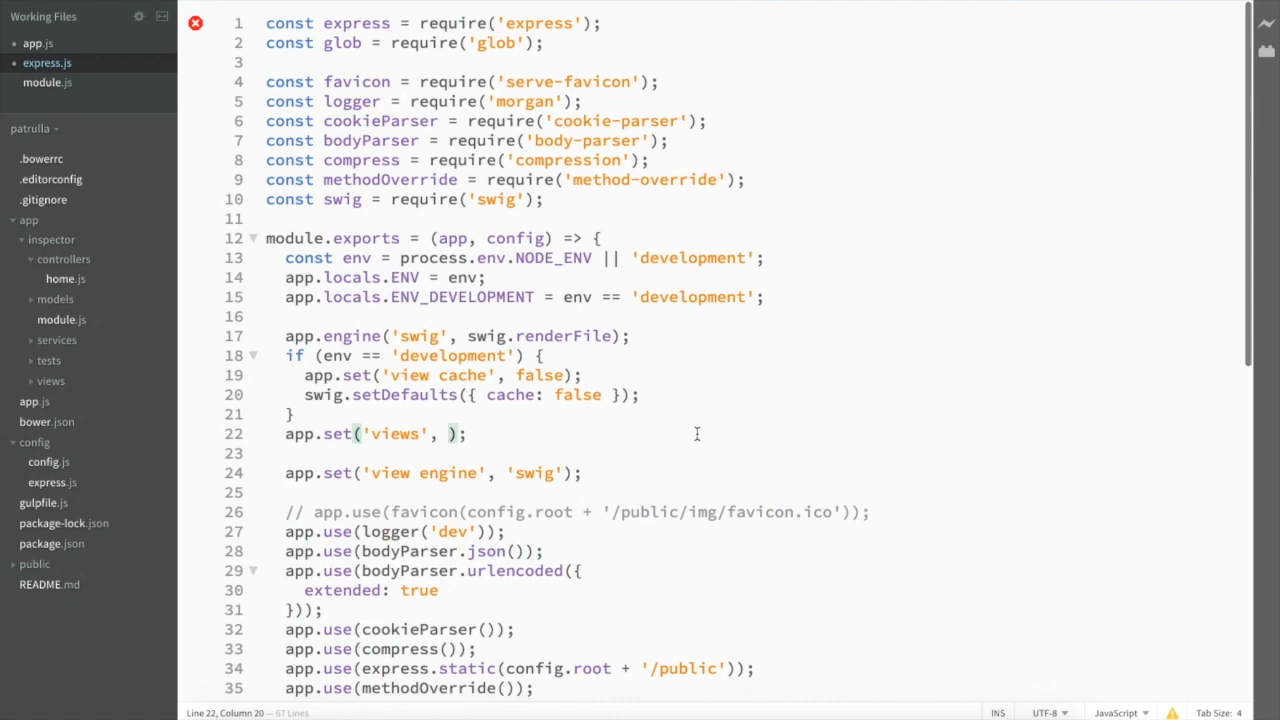 Working Files
• app.js
• express.js
module.js
patrulla
.bowerrc
.editorconfig
.gitignore
app
inspector
controllers
home.js
models
module.js
services
tests
views
app.js
bower.json
config
config.js
express.js
gulpfile.js
package-lock.json
package.json
public
README.md
1 const express = require('express');
2 const glob = require('glob');
3
4 const favicon = require('serve-favicon');
5 const logger = require('morgan');
6 const cookieParser = require('cookie-parser');
7 const bodyParser = require('body-parser');
8 const compress = require('compression');
9 const methodOverride = require('method-override');
10 const swig = require('swig');
11
12 module.exports = (app, config) => {
13 const env = process.env.NODE_ENV || 'development';
14 app.locals.ENV = env;
15 app.locals.ENV_DEVELOPMENT = env == 'development';
16
17 app.engine('swig', swig.renderFile);
18 if (env == 'development') {
19 app.set('view cache', false);
20 swig.setDefaults({ cache: false });
21 }
22 app.set('views', );
23
24 app.set('view engine', 'swig');
25
26 // app.use(favicon(config.root + '/public/img/favicon.ico'));
27 app.use(logger('dev'));
28 app.use(bodyParser.json());
29 app.use(bodyParser.urlencoded({
30 extended: true
31 }));
32 app.use(cookieParser());
33 app.use(compress());
34 app.use(express.static(config.root + '/public'));
35 app.use(methodOverride());
Line 22, Column 20 — 67 Lines
INS UTF-8 JavaScript Tab Size: 4